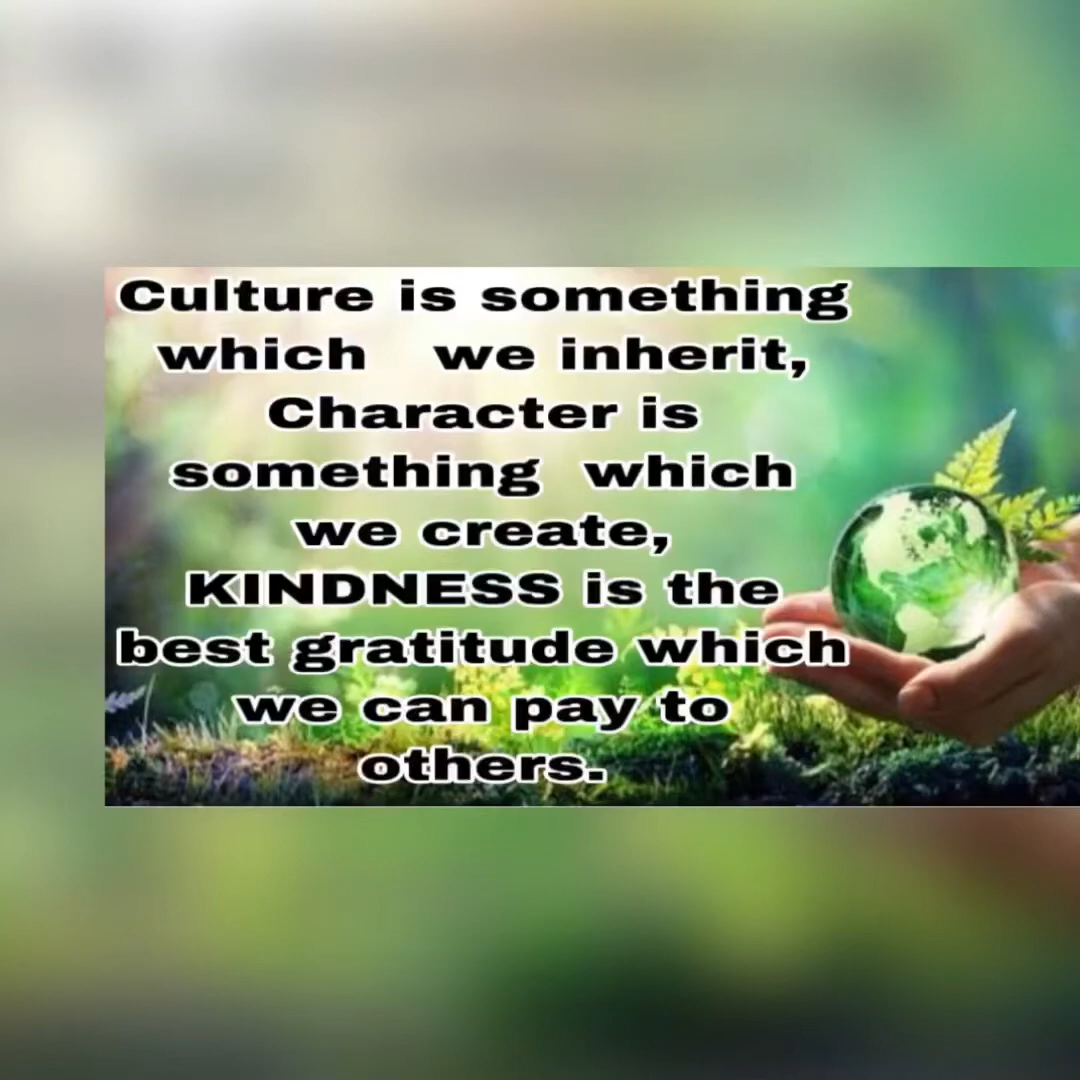 Culture is something
which we inherit,
Character is
something which
we create,
KINDNESS is the
best gratitude which
we can pay to
others.